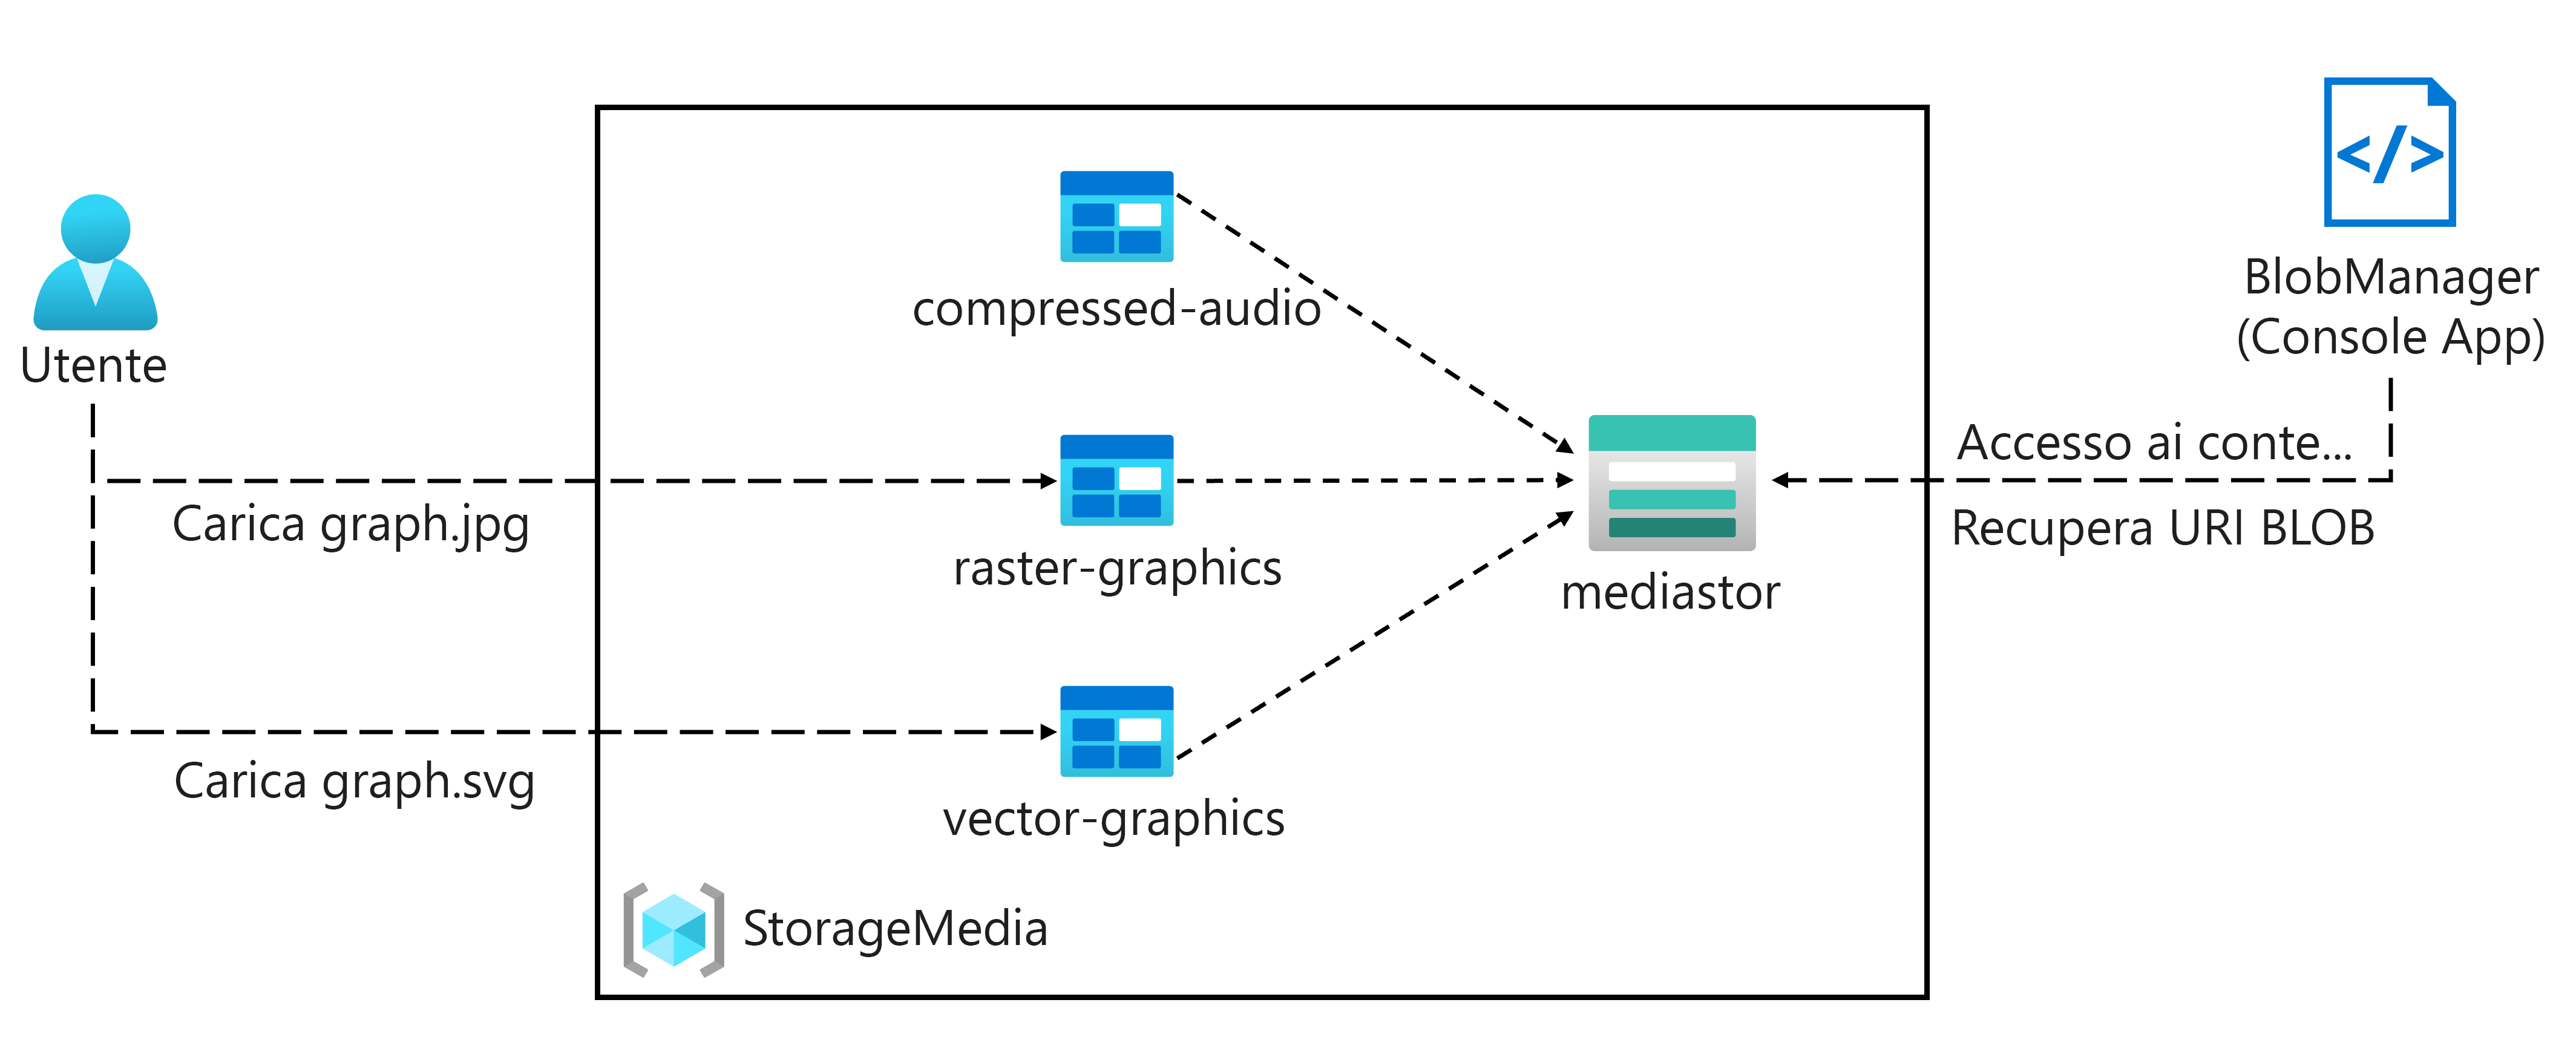 Utente
Carica graph.jpg
Carica graph.svg
compressed-audio
raster-graphics
vector-graphics
StorageMedia
mediastor
BlobManager
(Console App)
Accesso ai conte...
Recupera URI BLOB